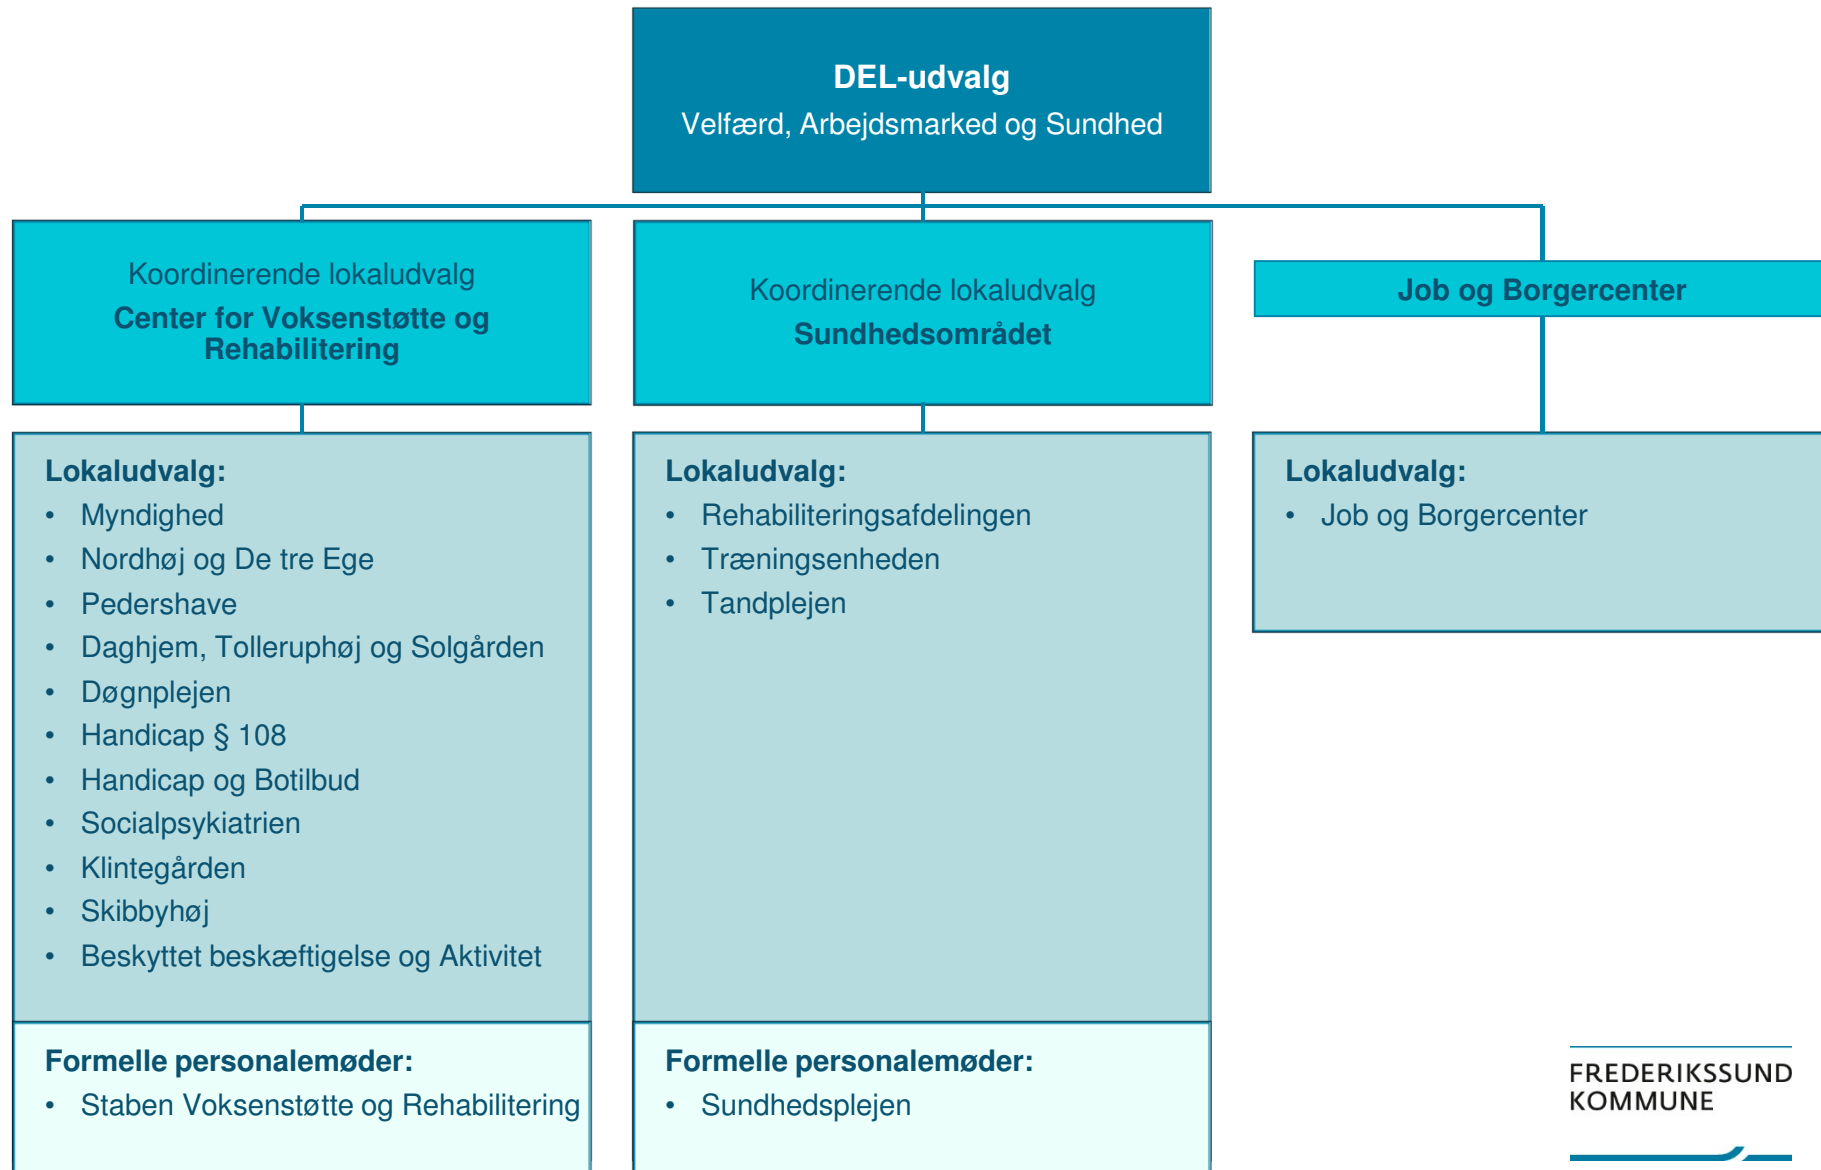 DEL-udvalg
Velfærd, Arbejdsmarked og Sundhed
Koordinerende lokaludvalg
Center for Voksenstøtte og
Rehabilitering
Koordinerende lokaludvalg
Sundhedsområdet
Job og Borgercenter
Lokaludvalg:
• Myndighed
• Nordhøj og De tre Ege
• Pedershave
• Daghjem, Tolleruphøj og Solgården
• Døgnplejen
• Handicap § 108
• Handicap og Botilbud
• Socialpsykiatrien
• Klintegården
• Skibbyhøj
• Beskyttet beskæftigelse og Aktivitet
Formelle personalemøder:
• Staben Voksenstøtte og Rehabilitering
Lokaludvalg:
• Rehabiliteringsafdelingen
• Træningsenheden
• Tandplejen
Formelle personalemøder:
• Sundhedsplejen
Lokaludvalg:
• Job og Borgercenter
FREDERIKSSUND
KOMMUNE